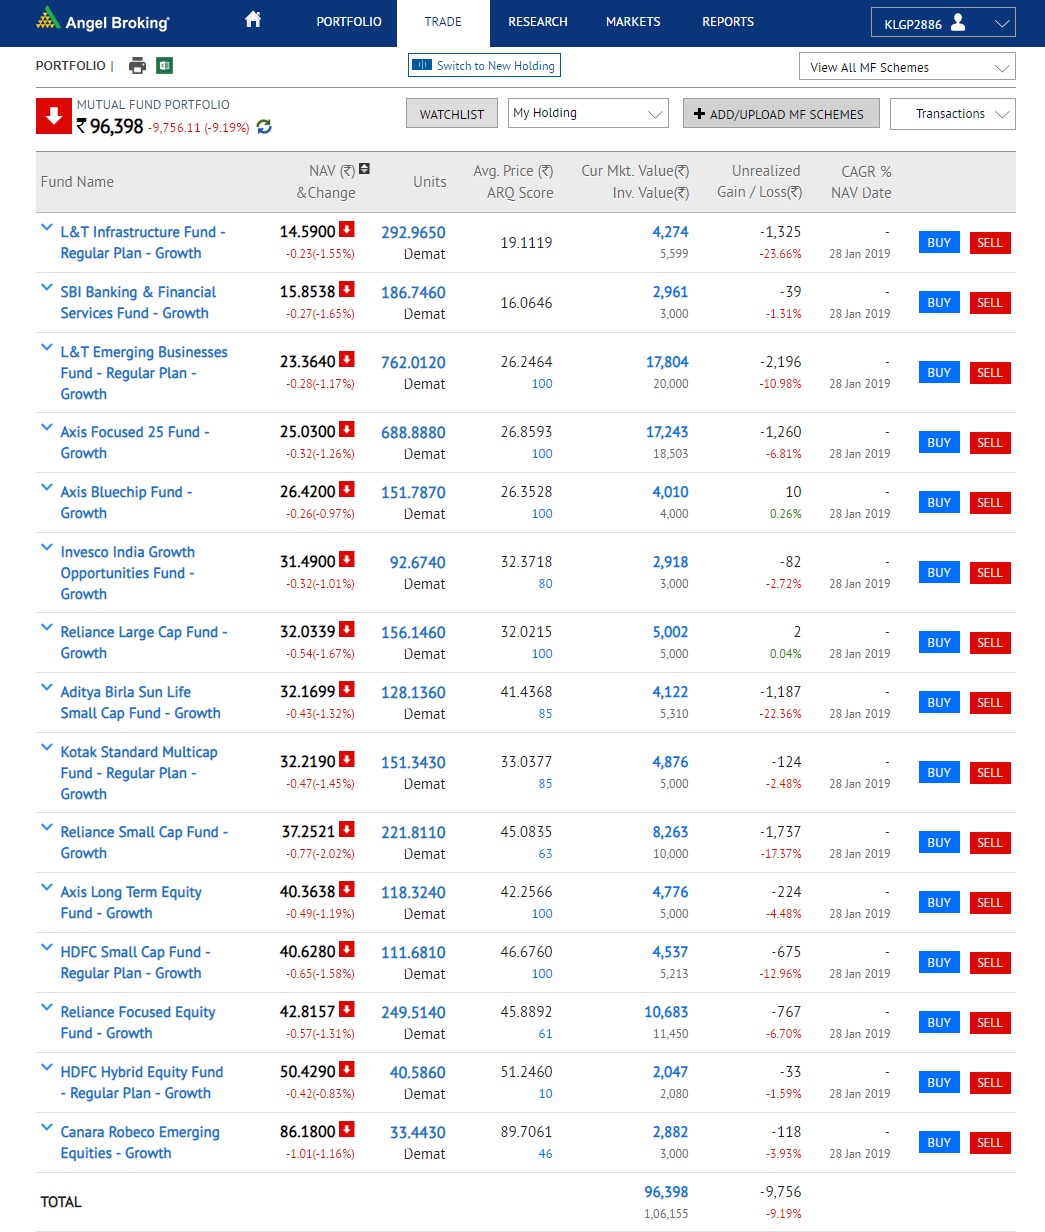 Angel Broking
PORTFOLIO TRADE RESEARCH MARKETS REPORTS
KLGP2886
PORTFOLIO |
Switch to New Holding
View All MF Schemes
MUTUAL FUND PORTFOLIO
₹ 96,398 -9,756.11 (-9.19%)
WATCHLIST
My Holding
+ ADD/UPLOAD MF SCHEMES
Transactions
Fund Name
NAV (₹)
&Change
Units
Avg. Price (₹)
ARQ Score
Cur Mkt. Value(₹)
Inv. Value(₹)
Unrealized
Gain / Loss(₹)
CAGR %
NAV Date
L&T Infrastructure Fund - 14.5900 292.9650 19.1119 4,274 -1,325 - BUY SELL
Regular Plan - Growth -0.23(-1.55%) Demat 5,599 -23.66% 28 Jan 2019
SBI Banking & Financial 15.8538 186.7460 16.0646 2,961 -39 - BUY SELL
Services Fund - Growth -0.27(-1.65%) Demat 3,000 -1.31% 28 Jan 2019
L&T Emerging Businesses 23.3640 762.0120 26.2464 17,804 -2,196 - BUY SELL
Fund - Regular Plan - -0.28(-1.17%) Demat 100 20,000 -10.98% 28 Jan 2019
Growth
Axis Focused 25 Fund - 25.0300 688.8880 26.8593 17,243 -1,260 - BUY SELL
Growth -0.32(-1.26%) Demat 100 18,503 -6.81% 28 Jan 2019
Axis Bluechip Fund - 26.4200 151.7870 26.3528 4,010 10 - BUY SELL
Growth -0.26(-0.97%) Demat 100 4,000 0.26% 28 Jan 2019
Invesco India Growth 31.4900 92.6740 32.3718 2,918 -82 - BUY SELL
Opportunities Fund - -0.32(-1.01%) Demat 80 3,000 -2.72% 28 Jan 2019
Growth
Reliance Large Cap Fund - 32.0339 156.1460 32.0215 5,002 2 - BUY SELL
Growth -0.54(-1.67%) Demat 100 5,000 0.04% 28 Jan 2019
Aditya Birla Sun Life 32.1699 128.1360 41.4368 4,122 -1,187 - BUY SELL
Small Cap Fund - Growth -0.43(-1.32%) Demat 85 5,310 -22.36% 28 Jan 2019
Kotak Standard Multicap 32.2190 151.3430 33.0377 4,876 -124 - BUY SELL
Fund - Regular Plan - -0.47(-1.45%) Demat 85 5,000 -2.48% 28 Jan 2019
Growth
Reliance Small Cap Fund - 37.2521 221.8110 45.0835 8,263 -1,737 - BUY SELL
Growth -0.77(-2.02%) Demat 63 10,000 -17.37% 28 Jan 2019
Axis Long Term Equity 40.3638 118.3240 42.2566 4,776 -224 - BUY SELL
Fund - Growth -0.49(-1.19%) Demat 100 5,000 -4.48% 28 Jan 2019
HDFC Small Cap Fund - 40.6280 111.6810 46.6760 4,537 -675 - BUY SELL
Regular Plan - Growth -0.65(-1.58%) Demat 100 5,213 -12.96% 28 Jan 2019
Reliance Focused Equity 42.8157 249.5140 45.8892 10,683 -767 - BUY SELL
Fund - Growth -0.57(-1.31%) Demat 61 11,450 -6.70% 28 Jan 2019
HDFC Hybrid Equity Fund 50.4290 40.5860 51.2460 2,047 -33 - BUY SELL
- Regular Plan - Growth -0.42(-0.83%) Demat 10 2,080 -1.59% 28 Jan 2019
Canara Robeco Emerging 86.1800 33.4430 89.7061 2,882 -118 - BUY SELL
Equities - Growth -1.01(-1.16%) Demat 46 3,000 -3.93% 28 Jan 2019
TOTAL 96,398 -9,756
1,06,155 -9.19%